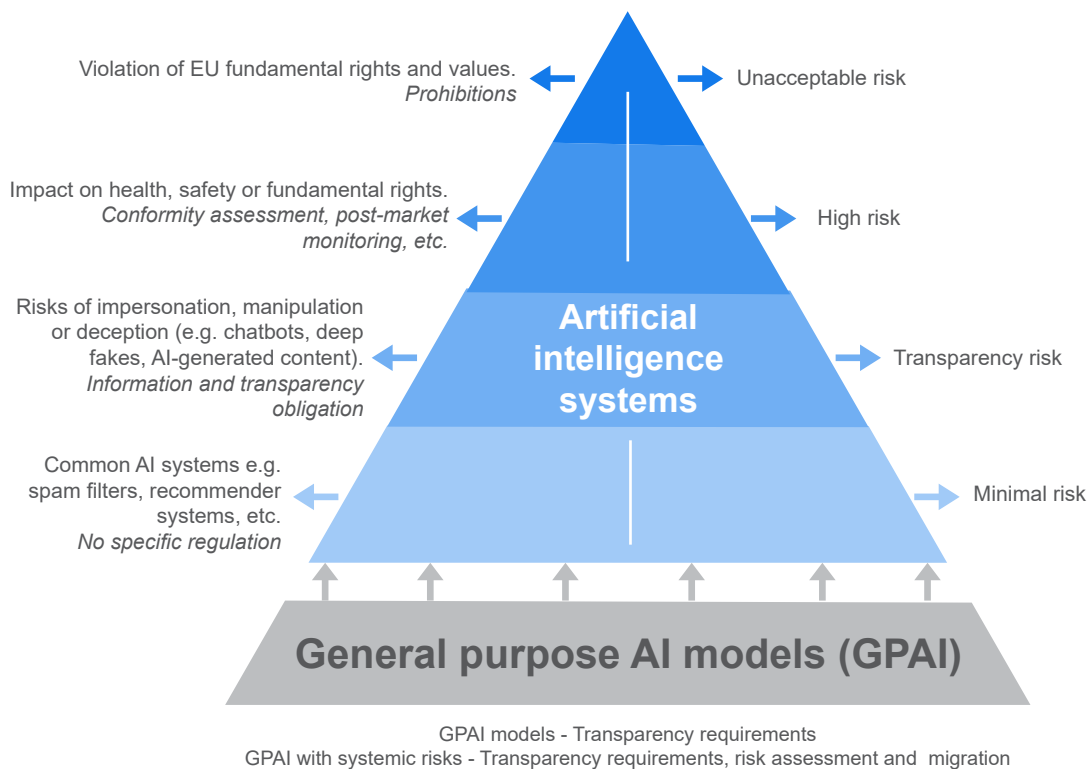 Violation of EU fundamental rights and values.
Prohibitions
Unacceptable risk
Impact on health, safety or fundamental rights.
Conformity assessment, post-market
monitoring, etc.
High risk
Risks of impersonation, manipulation
or deception (e.g. chatbots, deep
fakes, AI-generated content).
Information and transparency
obligation
Artificial
intelligence
systems
Transparency risk
Common AI systems e.g.
spam filters, recommender
systems, etc.
No specific regulation
Minimal risk
General purpose AI models (GPAI)
GPAI models - Transparency requirements
GPAI with systemic risks - Transparency requirements, risk assessment and  migration